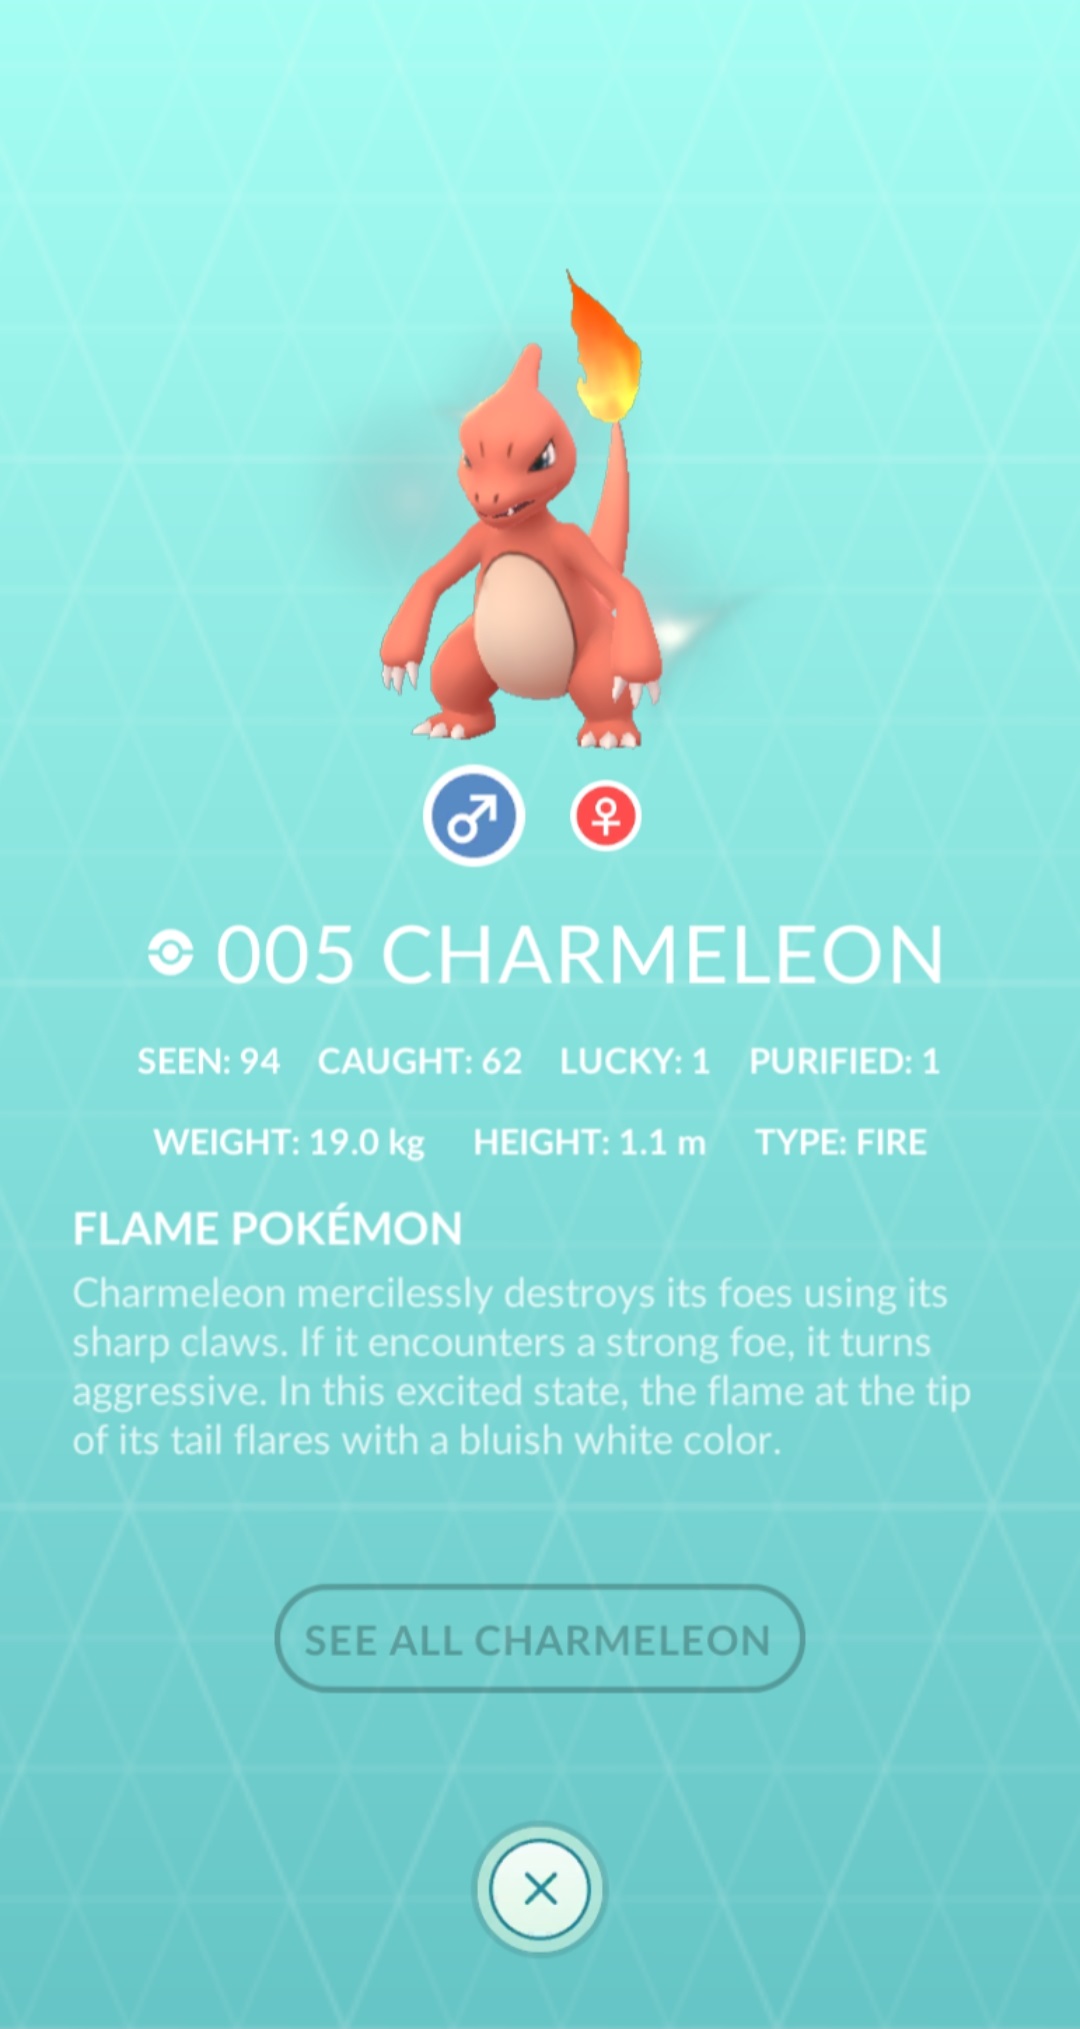 005 CHARMELEON
SEEN: 94 CAUGHT: 62 LUCKY: 1 PURIFIED: 1
WEIGHT: 19.0 kg HEIGHT: 1.1 m TYPE: FIRE
FLAME POKÉMON
Charmeleon mercilessly destroys its foes using its
sharp claws. If it encounters a strong foe, it turns
aggressive. In this excited state, the flame at the tip
of its tail flares with a bluish white color.
SEE ALL CHARMELEON